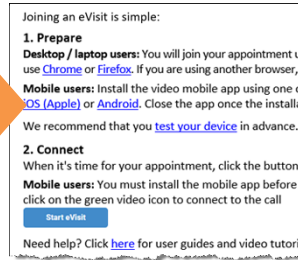 Joining an eVisit is simple:
1. Prepare
Desktop / laptop users: You will join your appointment u
use Chrome or Firefox. If you are using another browser,
Mobile users: Install the video mobile app using one o
iOS (Apple) or Android. Close the app once the installa
We recommend that you test your device in advance.
2. Connect
When it's time for your appointment, click the button
Mobile users: You must install the mobile app before
click on the green video icon to connect to the call
Start eVisit
Need help? Click here for user guides and video tutori